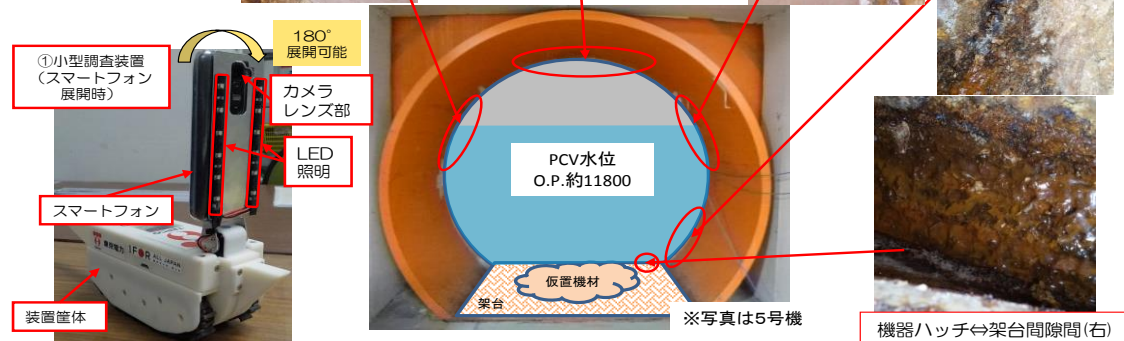 ①小型調査装置
(スマートフォン
展開時)
180°
展開可能
カメラ
レンズ部
LED
照明
スマートフォン
東京電力
装置筐体
PCV水位
O.P.約11800
仮置機材
架台
※写真は5号機
機器ハッチ⇔架台間隙間(右)